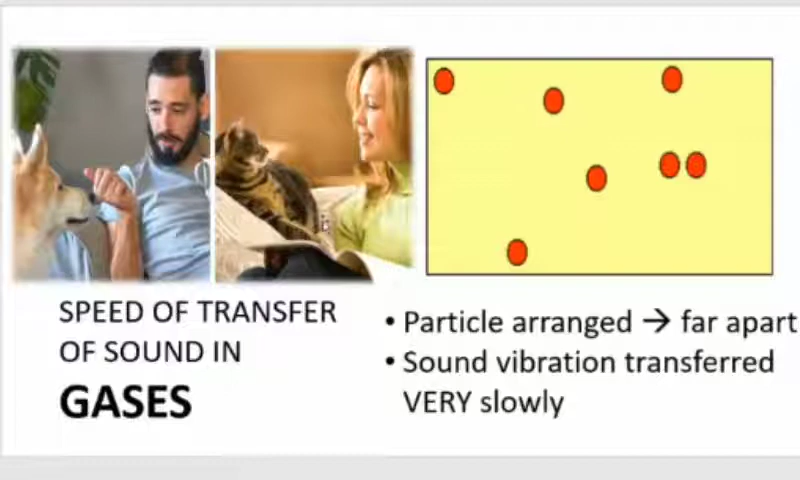 SPEED OF TRANSFER
OF SOUND IN
GASES
• Particle arranged → far apart
• Sound vibration transferred
VERY slowly